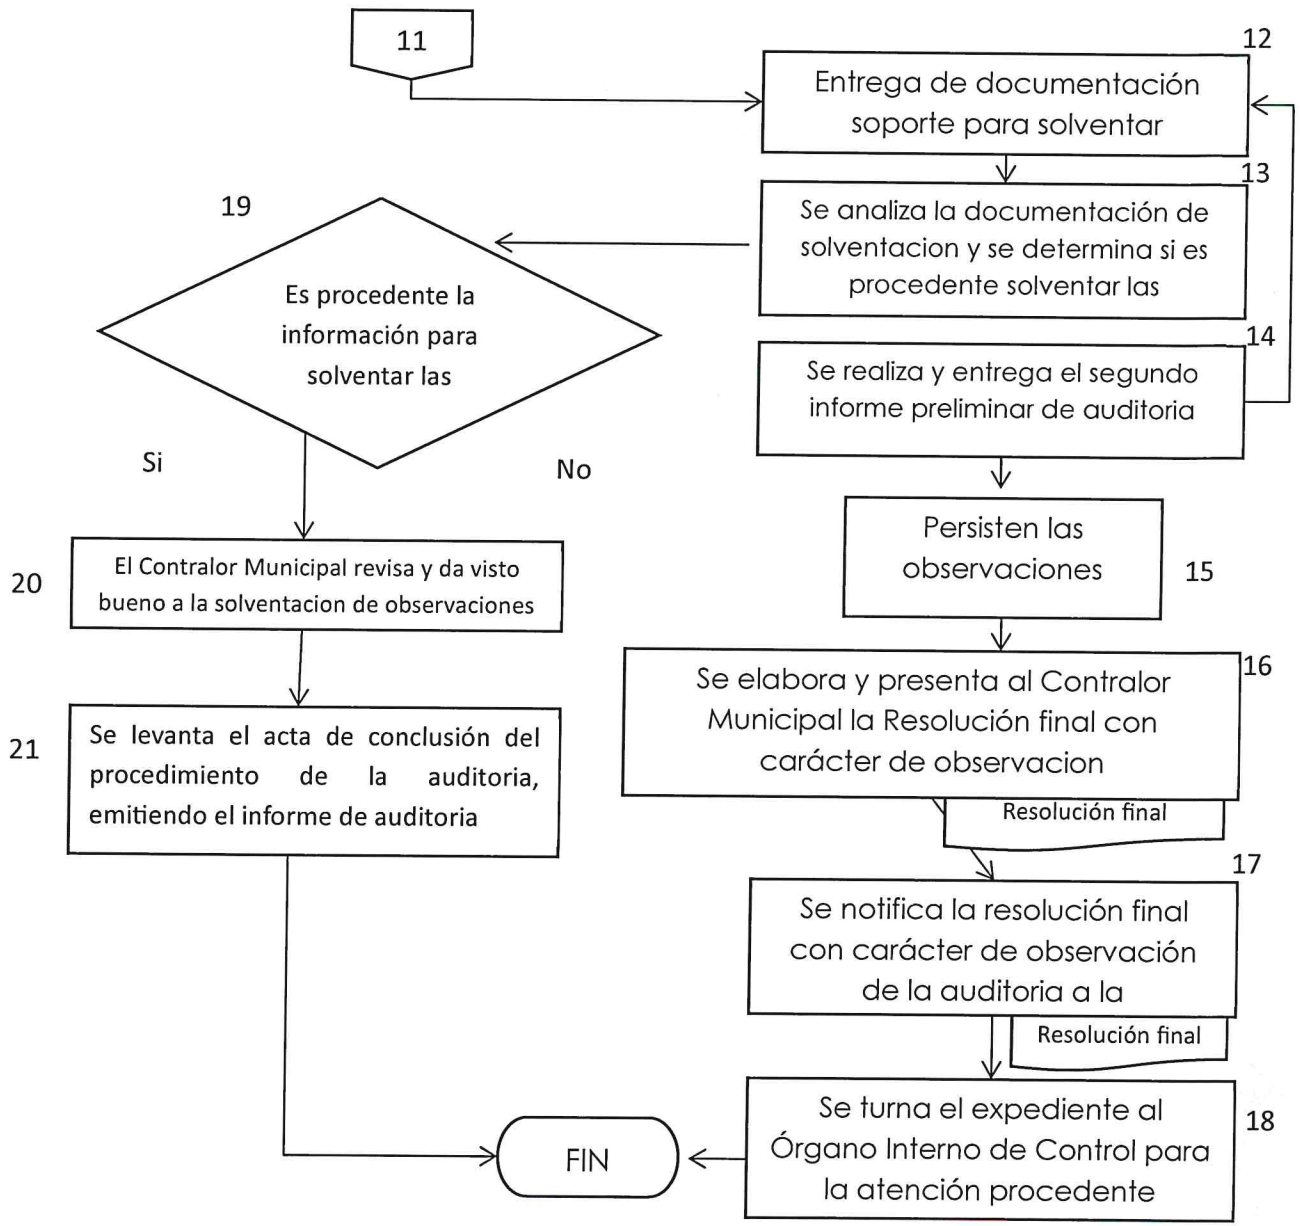 11
12
Entrega de documentación
soporte para solventar
13
Se analiza la documentación de
solventacion y se determina si es
procedente solventar las
14
Se realiza y entrega el segundo
informe preliminar de auditoria
Persisten las
observaciones
15
16
Se elabora y presenta al Contralor
Municipal la Resolución final con
carácter de observacion
Resolución final
17
Se notifica la resolución final
con carácter de observación
de la auditoria a la
Resolución final
18
Se turna el expediente al
Órgano Interno de Control para
la atención procedente
19
Es procedente la
información para
solventar las
Si
No
20
El Contralor Municipal revisa y da visto
bueno a la solventacion de observaciones
21
Se levanta el acta de conclusión del
procedimiento de la auditoria,
emitiendo el informe de auditoria
FIN